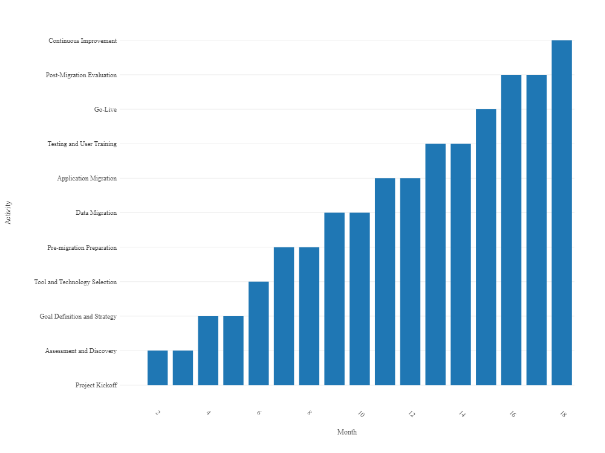 Continuous Improvement
Post-Migration Evaluation
Go-Live
Testing and User Training
Application Migration
Data Migration
Pre-migration Preparation
Tool and Technology Selection
Goal Definition and Strategy
Assessment and Discovery
Project Kickoff
Activity
2 4 6 8 10 12 14 16 18
Month